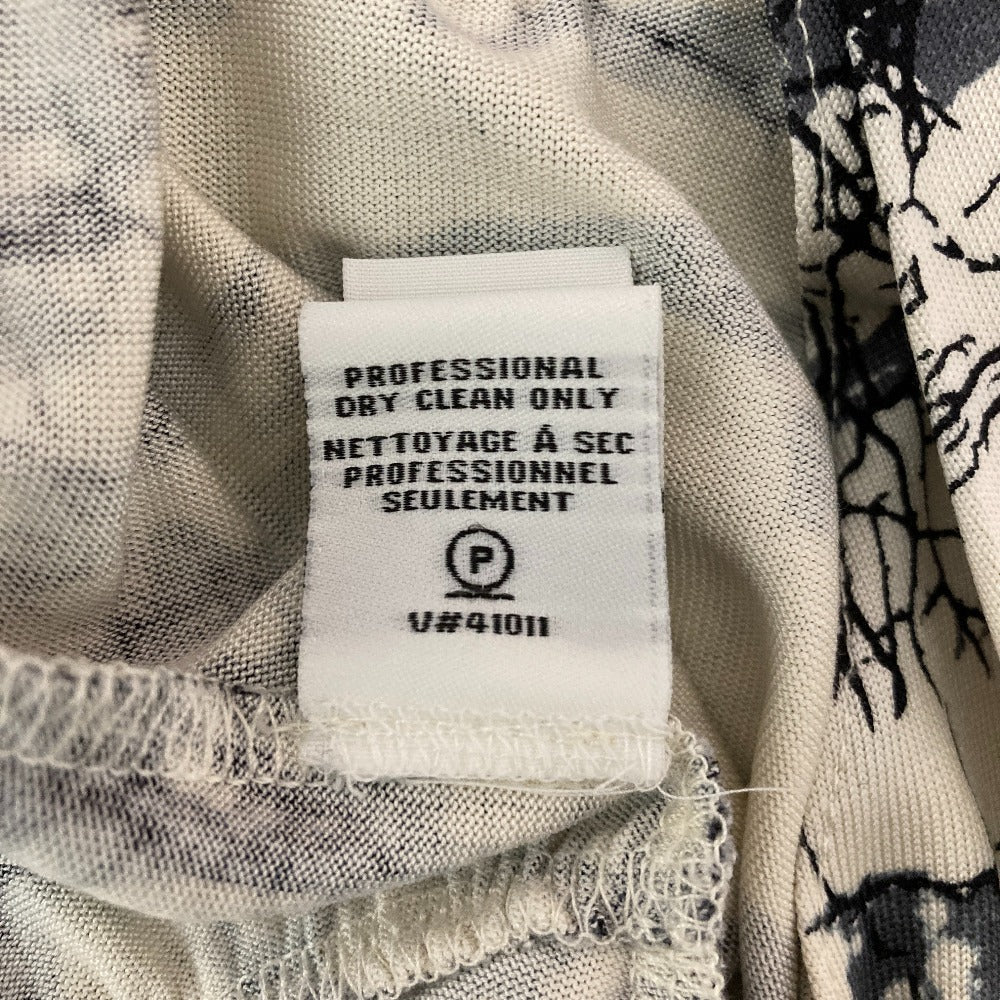 PROFESSIONAL
DRY CLEAN ONLY
NETTOYAGE Á SEC
PROFESSIONNEL
SEULEMENT
P
V#41011